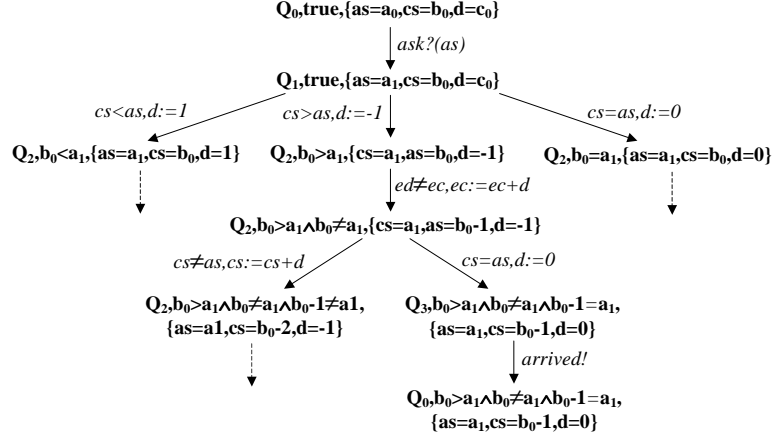 Q₀,true,{as=a₀,cs=b₀,d=c₀}
ask?(as)
Q₁,true,{as=a₁,cs=b₀,d=c₀}
cs<as,d:=1
cs>as,d:=-1
cs=as,d:=0
Q₂,b₀<a₁,{as=a₁,cs=b₀,d=1}
Q₂,b₀>a₁,{cs=a₁,as=b₀,d=-1}
Q₂,b₀=a₁,{as=a₁,cs=b₀,d=0}
ed≠ec,ec:=ec+d
Q₂,b₀>a₁∧b₀≠a₁,{cs=a₁,as=b₀-1,d=-1}
cs≠as,cs:=cs+d
cs=as,d:=0
Q₂,b₀>a₁∧b₀≠a₁∧b₀-1≠a1,
{as=a1,cs=b₀-2,d=-1}
Q₃,b₀>a₁∧b₀≠a₁∧b₀-1=a₁,
{as=a₁,cs=b₀-1,d=0}
arrived!
Q₀,b₀>a₁∧b₀≠a₁∧b₀-1=a₁,
{as=a₁,cs=b₀-1,d=0}